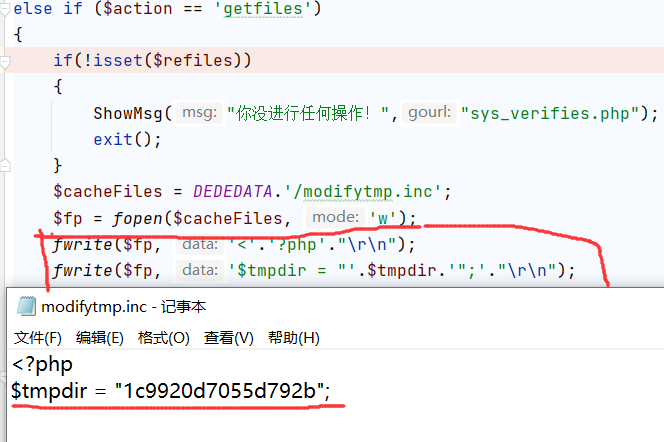 else if ($action == 'getfiles')
{
if(!isset($refiles))
{
ShowMsg( msg: "你没进行任何操作！", gourl: "sys_verifies.php");
exit();
}
$cacheFiles = DEDEDATA.'/modifytmp.inc';
$fp = fopen($cacheFiles, mode: 'w');
fwrite($fp, data: '<'.'?php'."\r\n");
fwrite($fp, data: '$tmpdir = "'.$tmpdir.'";'."\r\n");
modifytmp.inc - 记事本
文件(F) 编辑(E) 格式(O) 查看(V) 帮助(H)
<?php
$tmpdir = "1c9920d7055d792b";